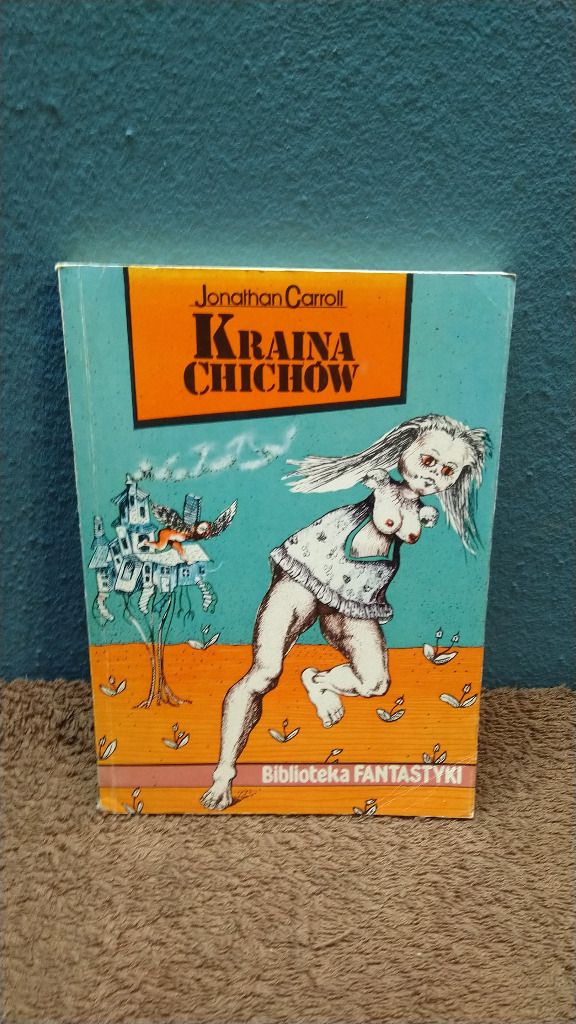 Jonathan Carroll
KRAINA
CHICHÓW
Biblioteka FANTASTYKI